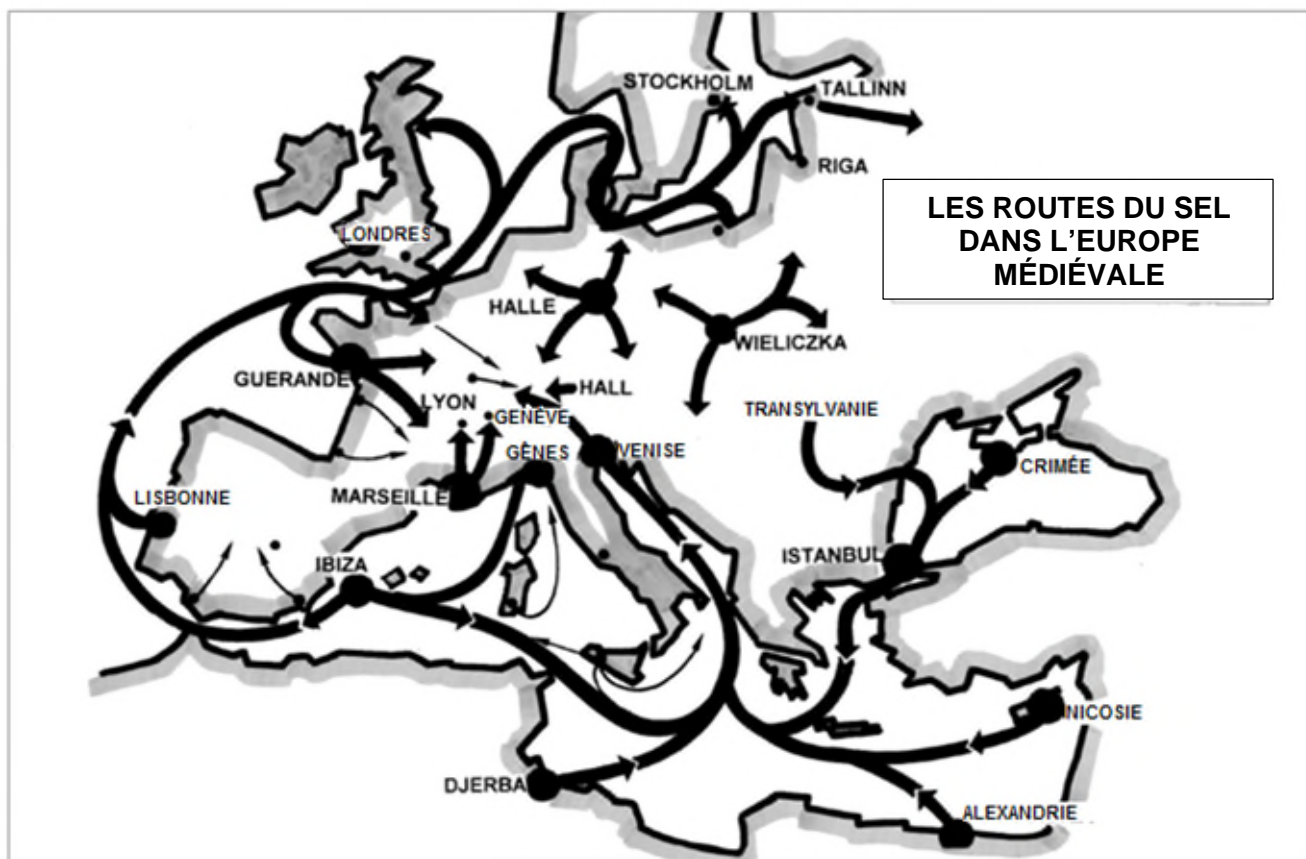 STOCKHOLM
TALLINN
RIGA
LES ROUTES DU SEL
DANS L’EUROPE
MÉDIÉVALE
LONDRES
HALLE
WIELICZKA
GUERANDE
HALL
LYON
GENÈVE
TRANSYLVANIE
GÊNES
VENISE
CRIMÉE
LISBONNE
MARSEILLE
ISTANBUL
IBIZA
NICOSIE
DJERBA
ALEXANDRIE